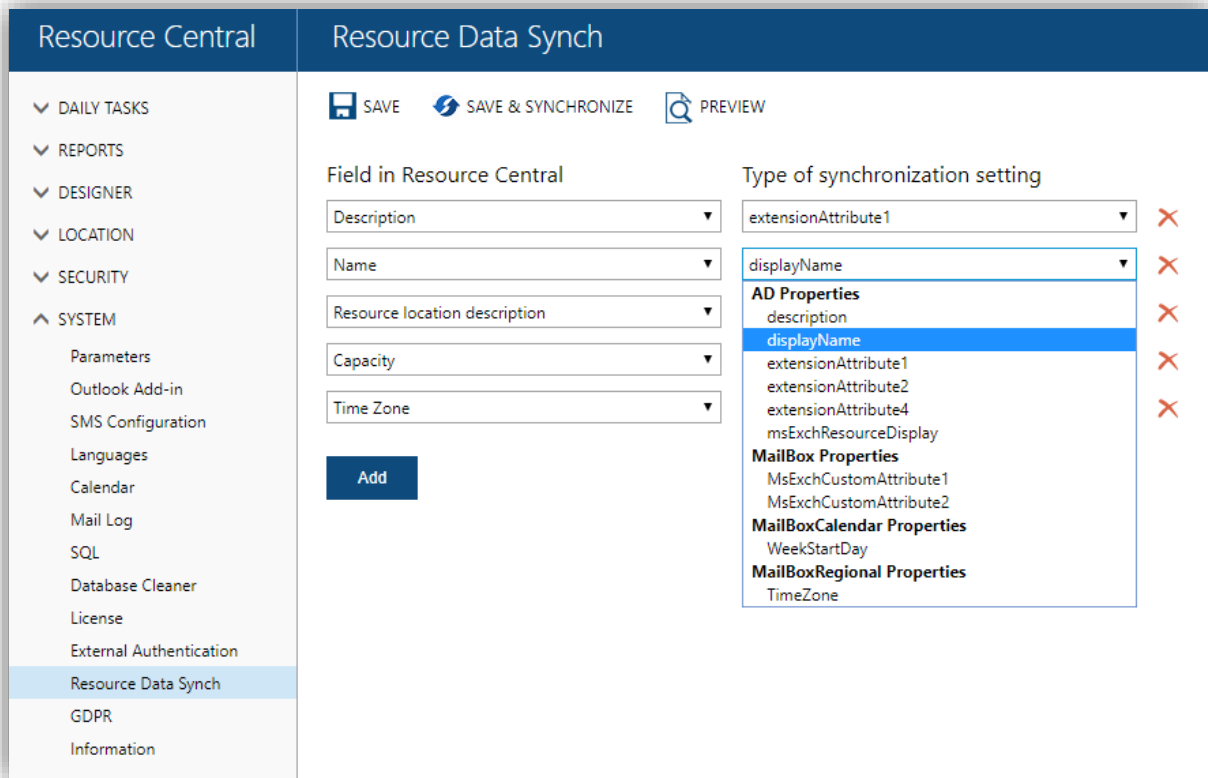 Resource Central
Resource Data Synch
DAILY TASKS
REPORTS
DESIGNER
LOCATION
SECURITY
SYSTEM
Parameters
Outlook Add-in
SMS Configuration
Languages
Calendar
Mail Log
SQL
Database Cleaner
License
External Authentication
Resource Data Synch
GDPR
Information
SAVE
SAVE & SYNCHRONIZE
PREVIEW
Field in Resource Central
Type of synchronization setting
Description
extensionAttribute1
Name
displayName
Resource location description
Capacity
Time Zone
Add
AD Properties
description
displayName
extensionAttribute1
extensionAttribute2
extensionAttribute4
msExchResourceDisplay
MailBox Properties
MsExchCustomAttribute1
MsExchCustomAttribute2
MailBoxCalendar Properties
WeekStartDay
MailBoxRegional Properties
TimeZone